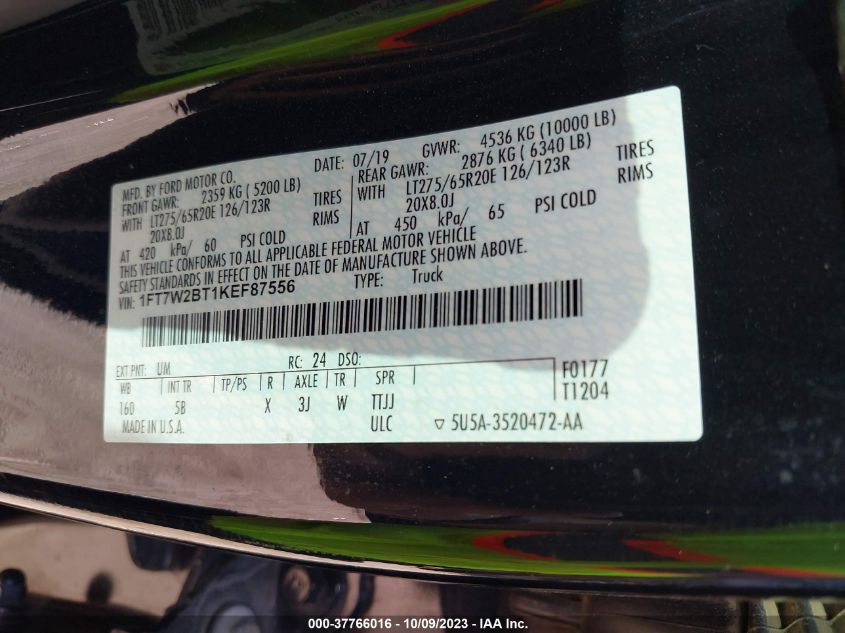 MFD. BY FORD MOTOR CO.
DATE: 07/19
GVWR: 4536 KG (10000 LB)
FRONT GAWR: 2359 KG ( 5200 LB)
REAR GAWR: 2876 KG ( 6340 LB)
WITH LT275/65R20E 126/123R TIRES
WITH LT275/65R20E 126/123R TIRES
20X8.0J RIMS
20X8.0J RIMS
AT 420 kPa/ 60 PSI COLD
AT 450 kPa/ 65 PSI COLD
THIS VEHICLE CONFORMS TO ALL APPLICABLE FEDERAL MOTOR VEHICLE
SAFETY STANDARDS IN EFFECT ON THE DATE OF MANUFACTURE SHOWN ABOVE.
VIN: 1FT7W2BT1KEF87556
TYPE: Truck
EXT PNT: UM RC: 24 DSO:
F0177
WB INT TR TP/PS R AXLE TR SPR
T1204
160 5B X 3J W TTJJ
MADE IN U.S.A. ULC ▽ 5U5A-3520472-AA
000-37766016 - 10/09/2023 - IAA Inc.